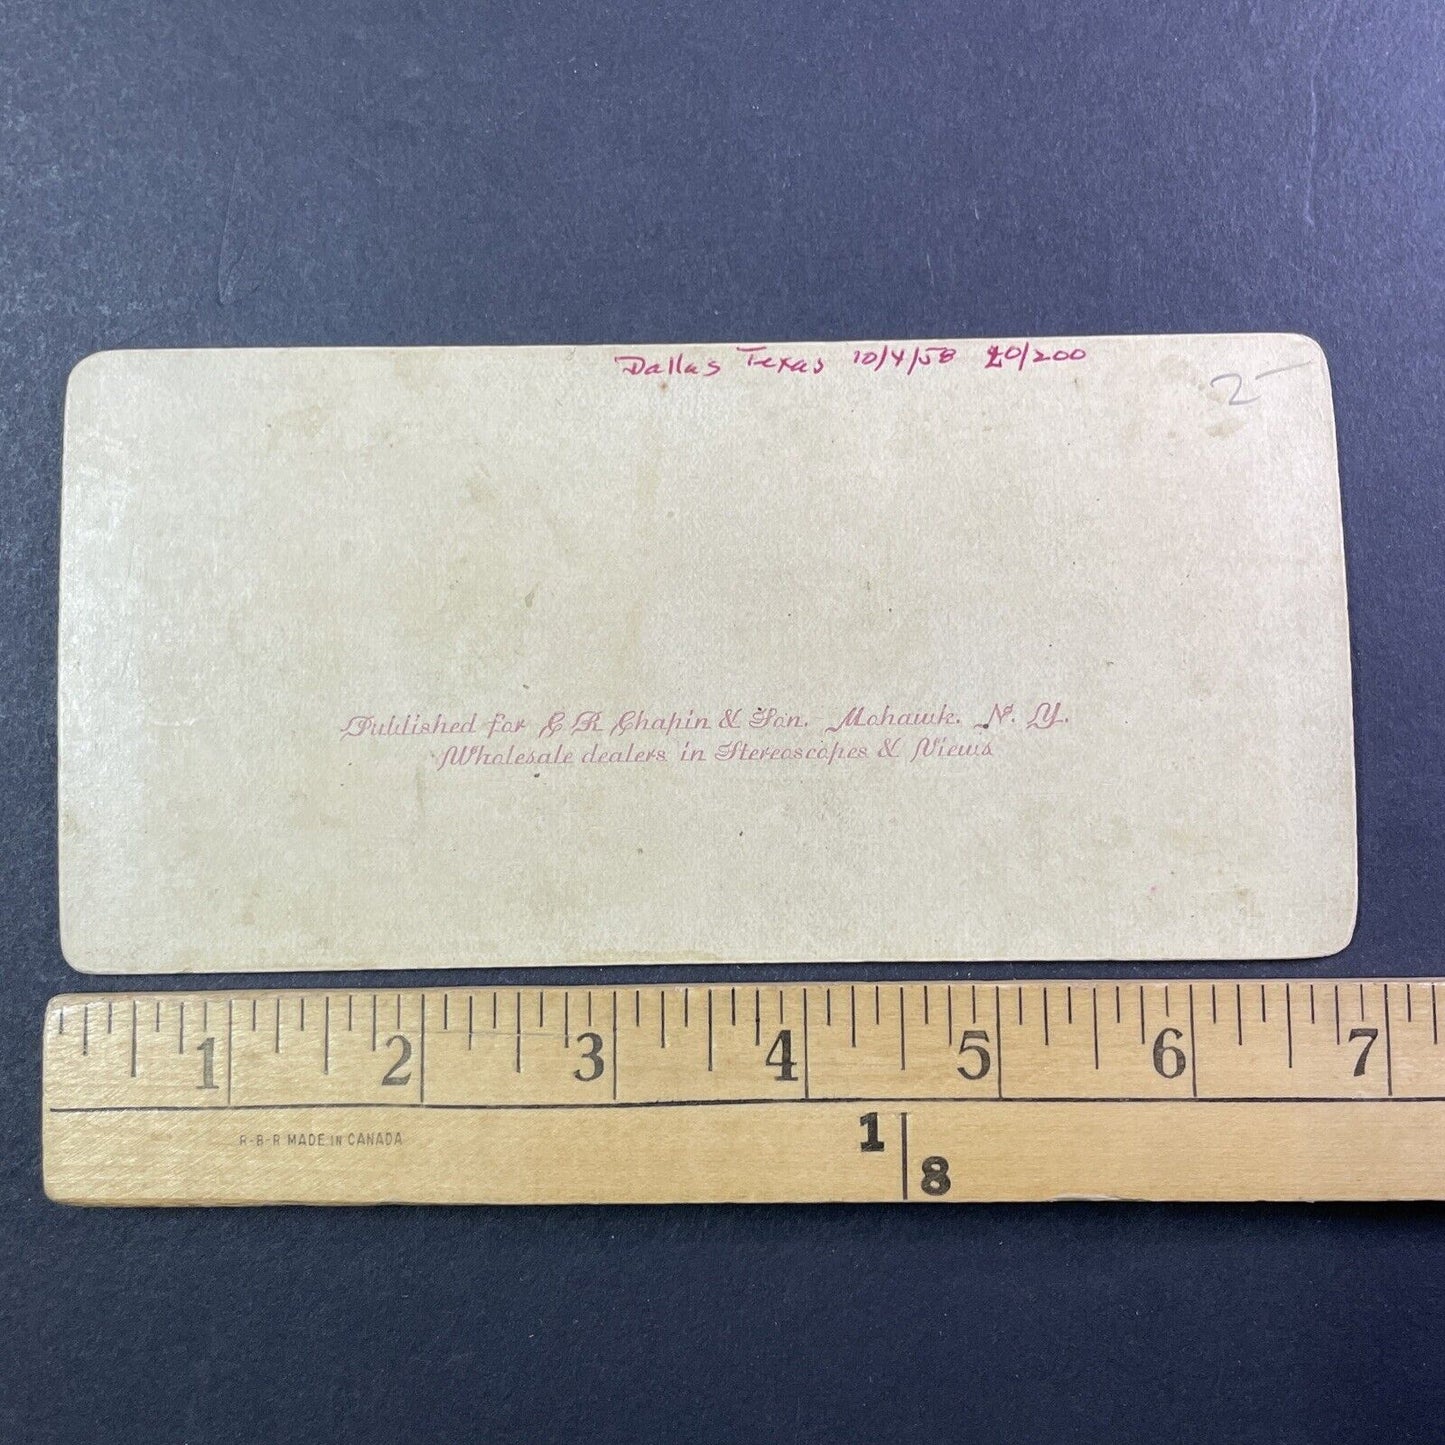 Dallas Texas 10/4/58 20/200
2-
Published for E R Chapin & Son. Mohawk. N. Y.
Wholesale dealers in Stereoscopes & Views
1 2 3 4 5 6 7
R-B-R MADE IN CANADA
1 8